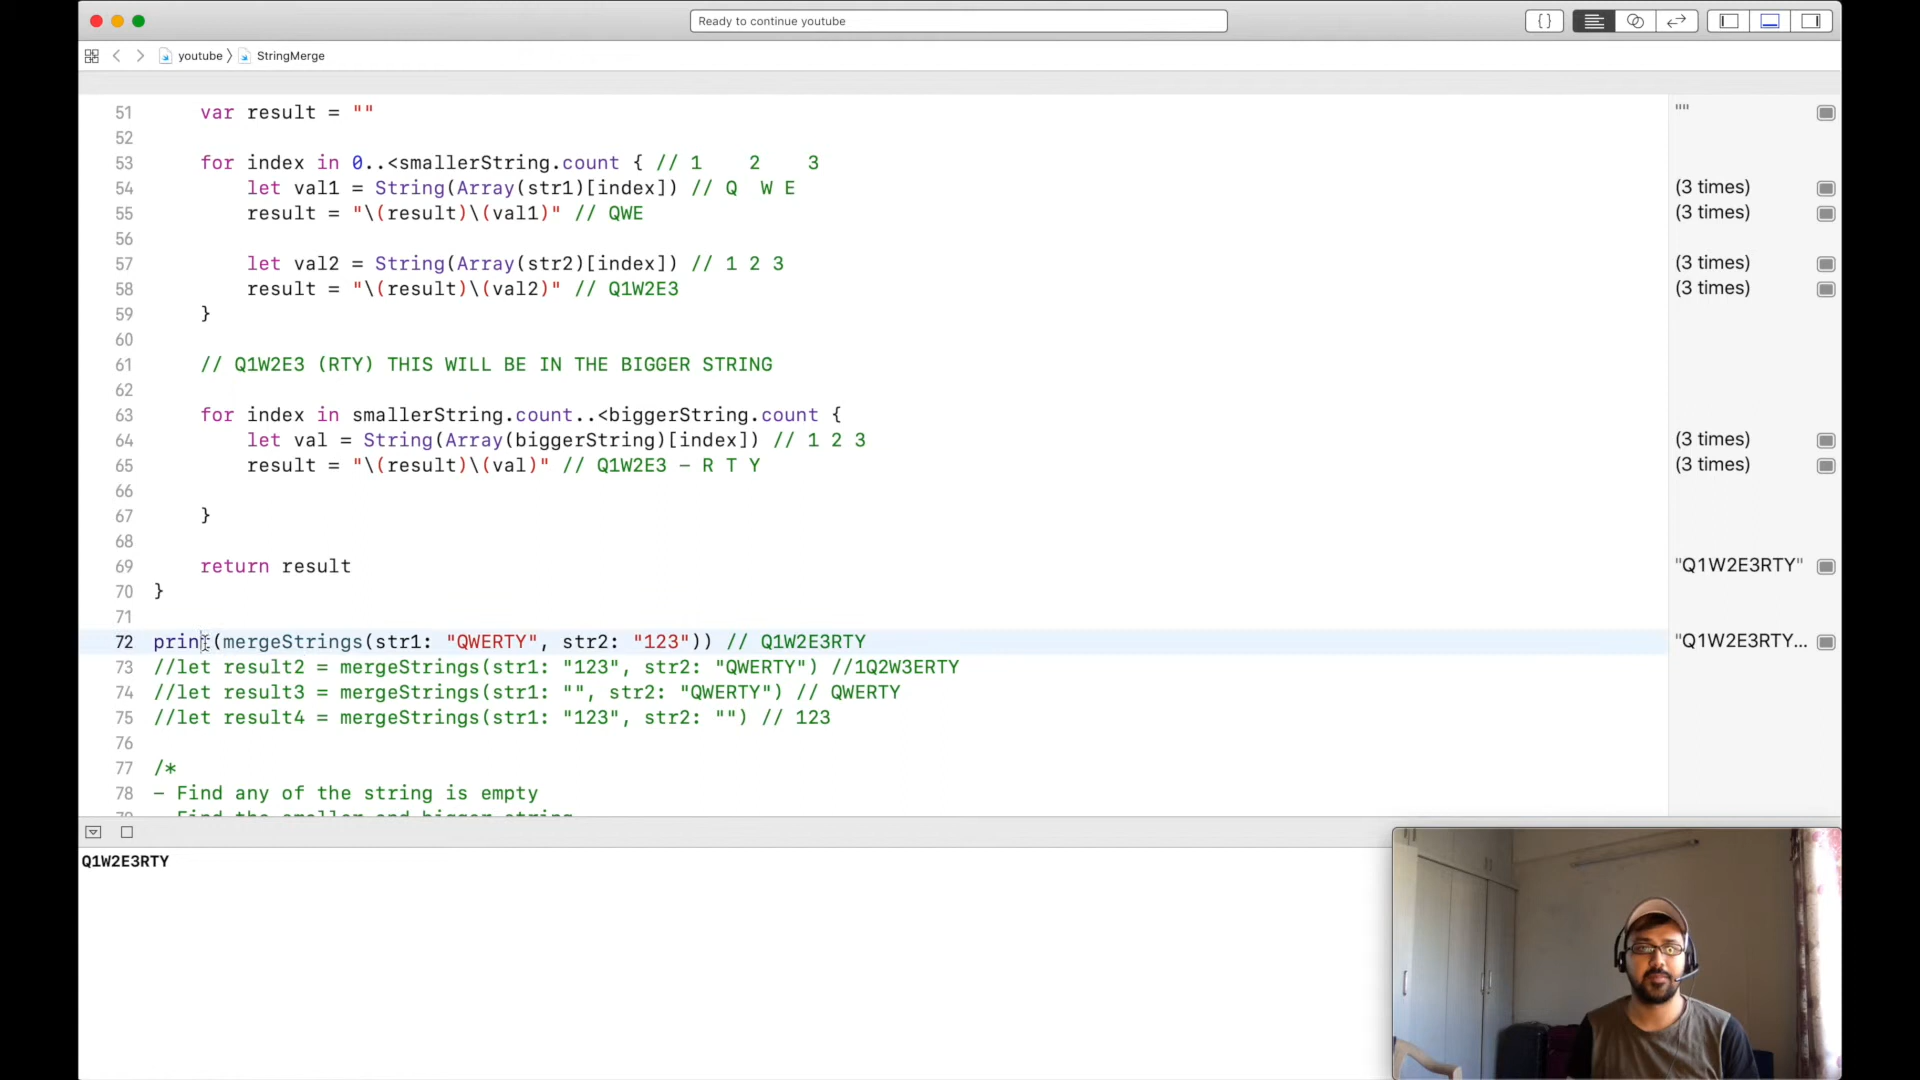 Ready to continue youtube
{ }
youtube 〉 StringMerge
51 var result = "" ""
52
53 for index in 0..<smallerString.count { // 1 2 3
54 let val1 = String(Array(str1)[index]) // Q W E (3 times)
55 result = "\(result)\(val1)" // QWE (3 times)
56
57 let val2 = String(Array(str2)[index]) // 1 2 3 (3 times)
58 result = "\(result)\(val2)" // Q1W2E3 (3 times)
59 }
60
61 // Q1W2E3 (RTY) THIS WILL BE IN THE BIGGER STRING
62
63 for index in smallerString.count..<biggerString.count {
64 let val = String(Array(biggerString)[index]) // 1 2 3 (3 times)
65 result = "\(result)\(val)" // Q1W2E3 - R T Y (3 times)
66
67 }
68
69 return result "Q1W2E3RTY"
70 }
71
72 print(mergeStrings(str1: "QWERTY", str2: "123")) // Q1W2E3RTY "Q1W2E3RTY...
73 //let result2 = mergeStrings(str1: "123", str2: "QWERTY") //1Q2W3ERTY
74 //let result3 = mergeStrings(str1: "", str2: "QWERTY") // QWERTY
75 //let result4 = mergeStrings(str1: "123", str2: "") // 123
76
77 /*
78 - Find any of the string is empty
Q1W2E3RTY